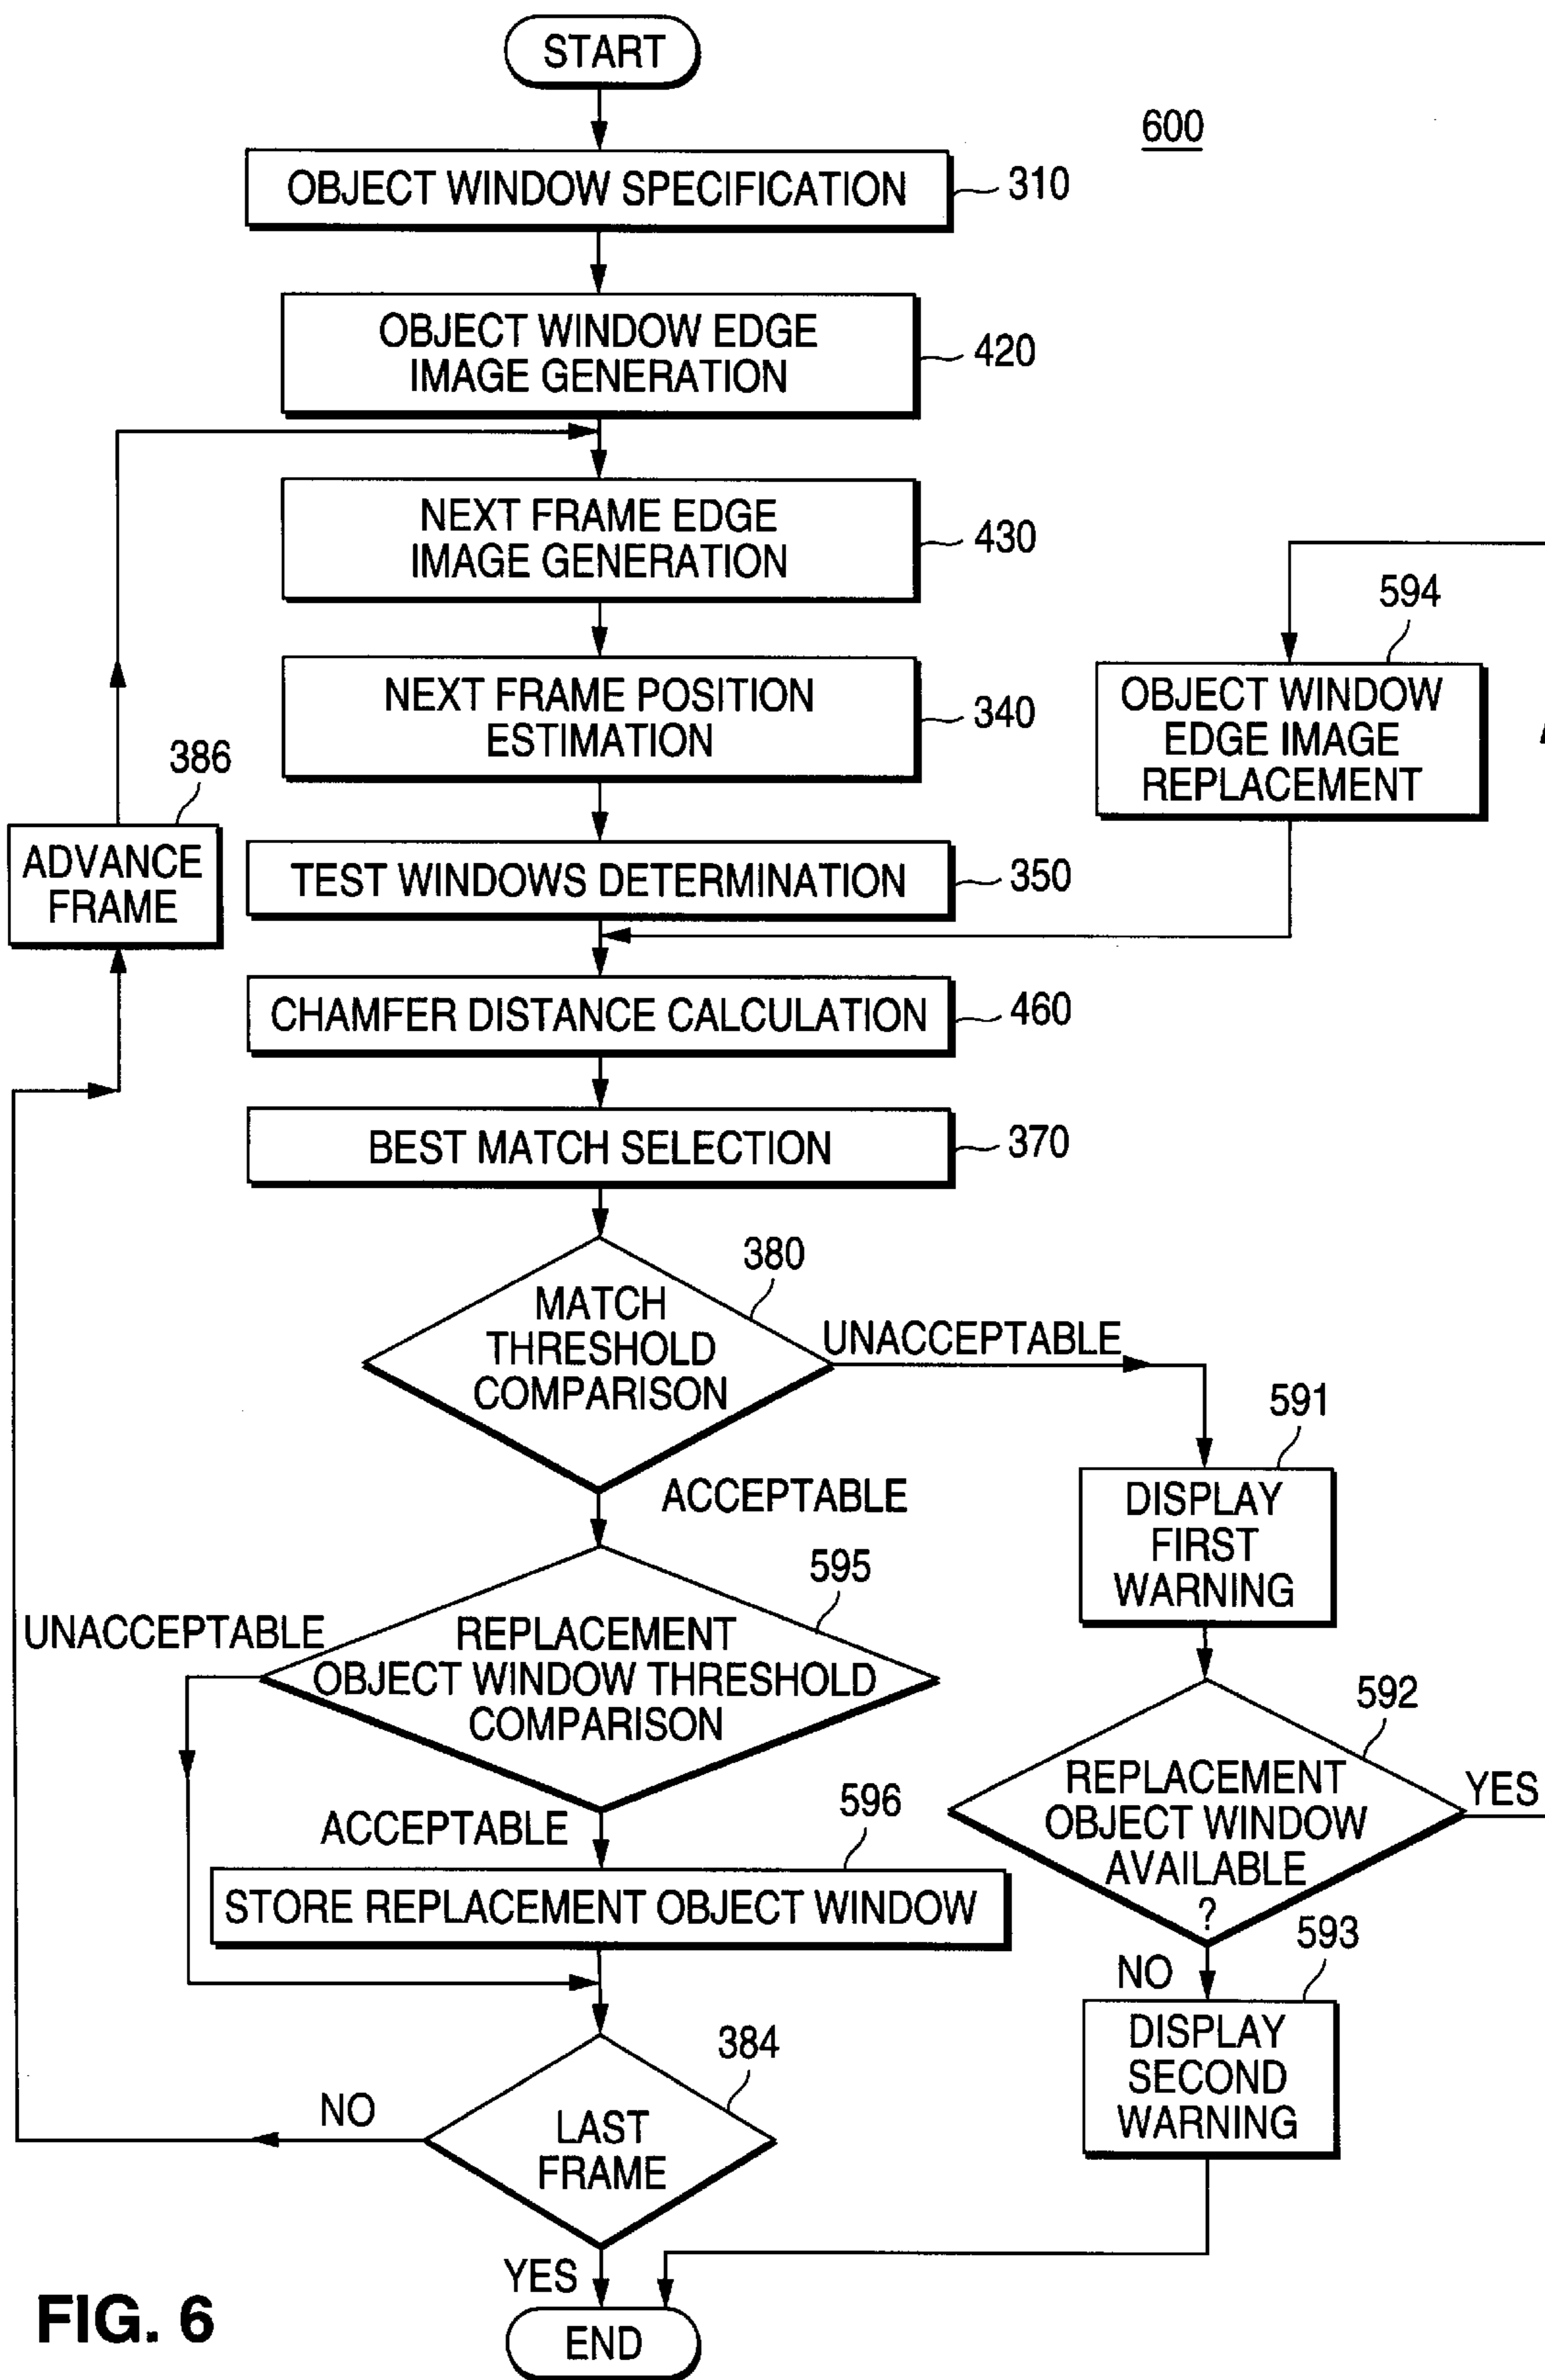 START
600
OBJECT WINDOW SPECIFICATION
310
OBJECT WINDOW EDGE
IMAGE GENERATION
420
NEXT FRAME EDGE
IMAGE GENERATION
430
594
OBJECT WINDOW
EDGE IMAGE
REPLACEMENT
NEXT FRAME POSITION
ESTIMATION
340
386
ADVANCE
FRAME
TEST WINDOWS DETERMINATION
350
CHAMFER DISTANCE CALCULATION
460
BEST MATCH SELECTION
370
380
MATCH
THRESHOLD
COMPARISON
UNACCEPTABLE
ACCEPTABLE
591
DISPLAY
FIRST
WARNING
595
UNACCEPTABLE
REPLACEMENT
OBJECT WINDOW THRESHOLD
COMPARISON
592
REPLACEMENT
OBJECT WINDOW
AVAILABLE
?
YES
ACCEPTABLE
596
STORE REPLACEMENT OBJECT WINDOW
NO
593
DISPLAY
SECOND
WARNING
384
LAST
FRAME
NO
YES
END
FIG. 6